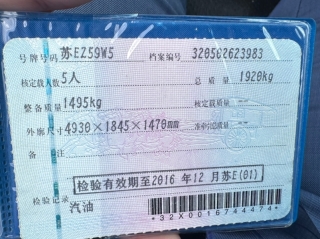 号牌号码 苏EZ59W5 档案编号 320502623983
核定载人数 5人 总质量 1920kg
整备质量 1495kg 核定载质量 --
外廓尺寸 4930×1845×1470mm 准牵引总质量 --
备注
检验有效期至2016年12月苏E(01)
检验记录
汽油
*32X0016744474*